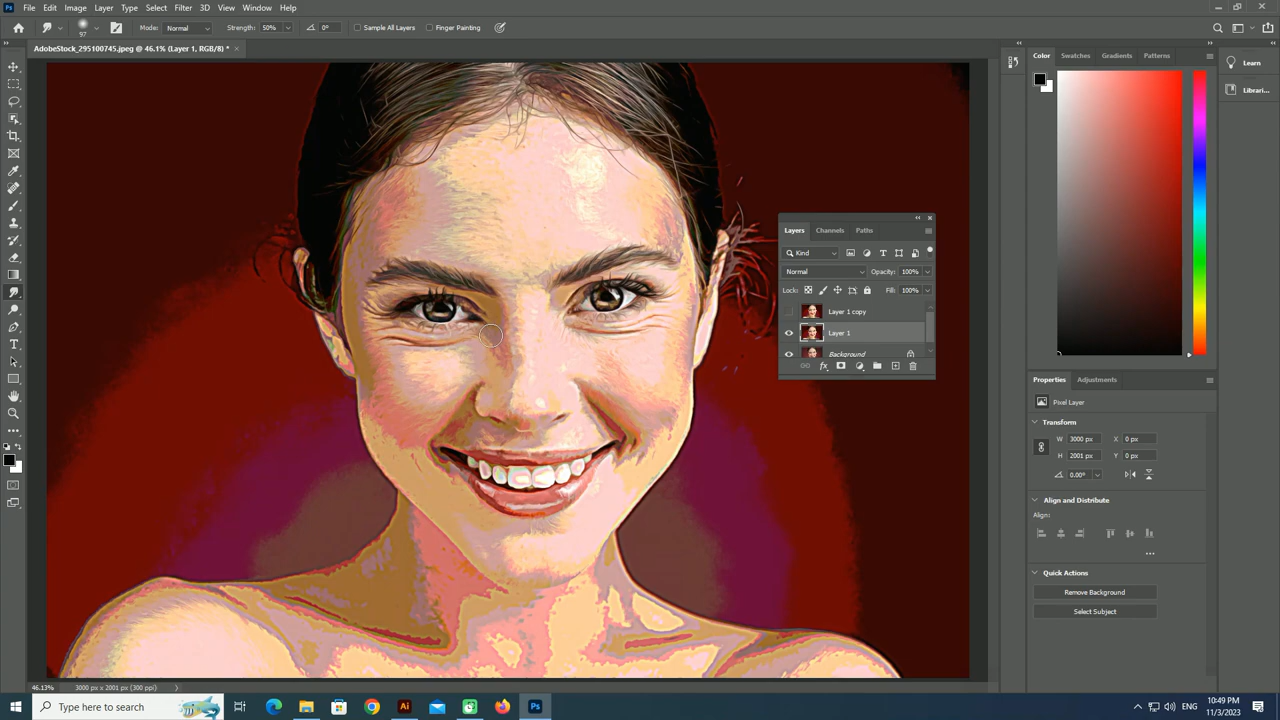 File Edit Image Layer Type Select Filter 3D View Window Help
97 Mode: Normal Strength: 50% 0° Sample All Layers Finger Painting
AdobeStock_295100745.jpeg @ 46.1% (Layer 1, RGB/8) * ×
Color Swatches Gradients Patterns
Learn
Librari...
Layers Channels Paths
Kind
Normal Opacity: 100%
Lock: Fill: 100%
Layer 1 copy
Layer 1
Background
Properties Adjustments
Pixel Layer
Transform
W 3000 px X 0 px
H 2001 px Y 0 px
0.00°
Align and Distribute
Align:
Quick Actions
Remove Background
Select Subject
46.13% 3000 px x 2001 px (300 ppi)
Type here to search
Ai
Ps
ENG
10:49 PM
11/3/2023